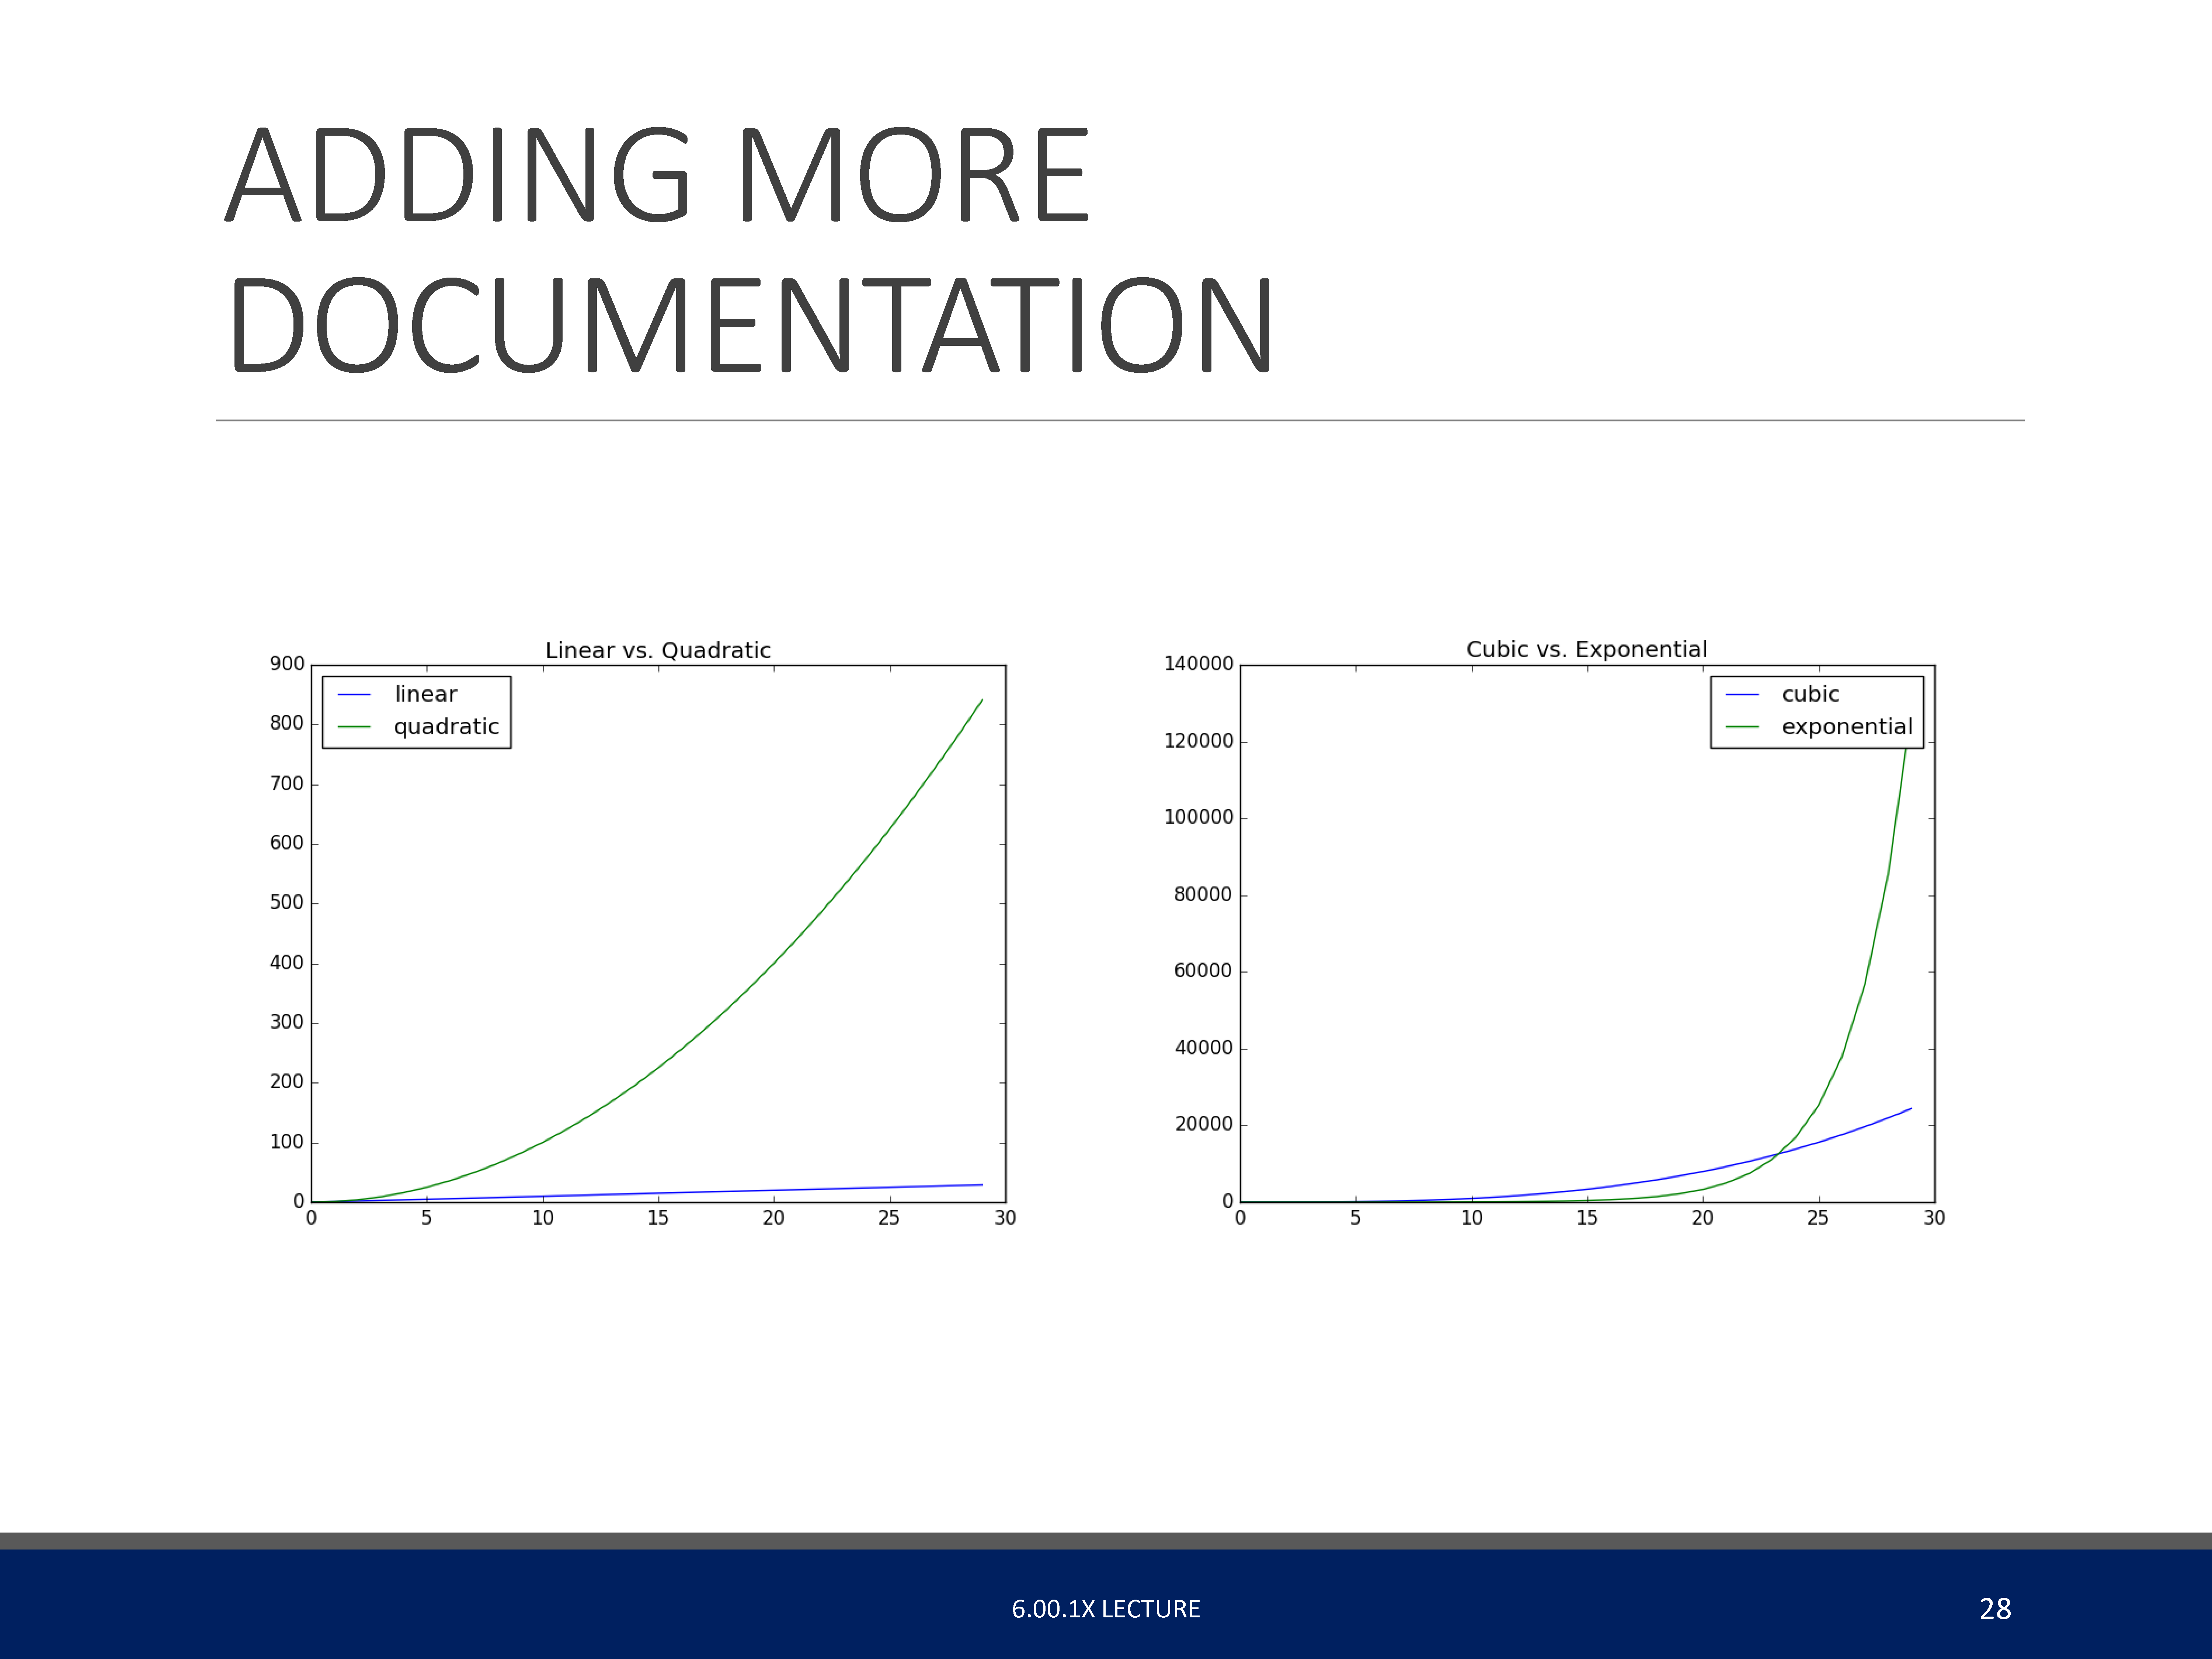 ADDING MORE
DOCUMENTATION
Linear vs. Quadratic
900
800
700
600
500
400
300
200
100
0
0 5 10 15 20 25 30
linear
quadratic
Cubic vs. Exponential
140000
120000
100000
80000
60000
40000
20000
0
0 5 10 15 20 25 30
cubic
exponential
6.00.1X LECTURE
28